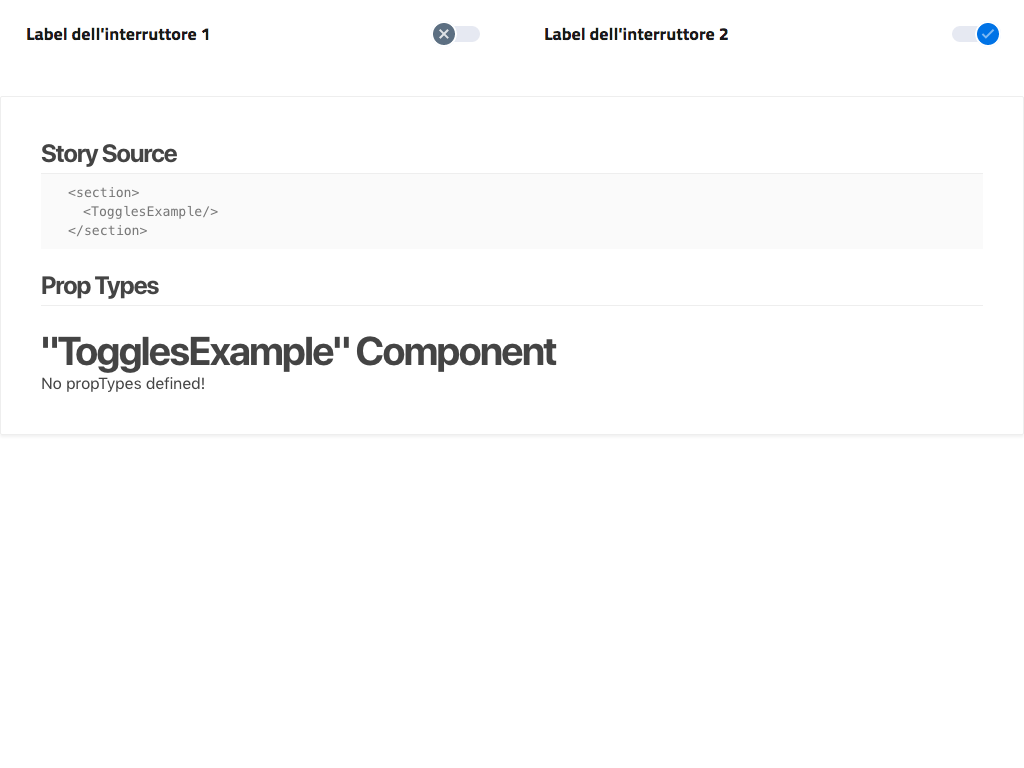 Label dell'interruttore 1
Label dell'interruttore 2
Story Source
<section>
<TogglesExample/>
</section>
Prop Types
"TogglesExample" Component
No propTypes defined!